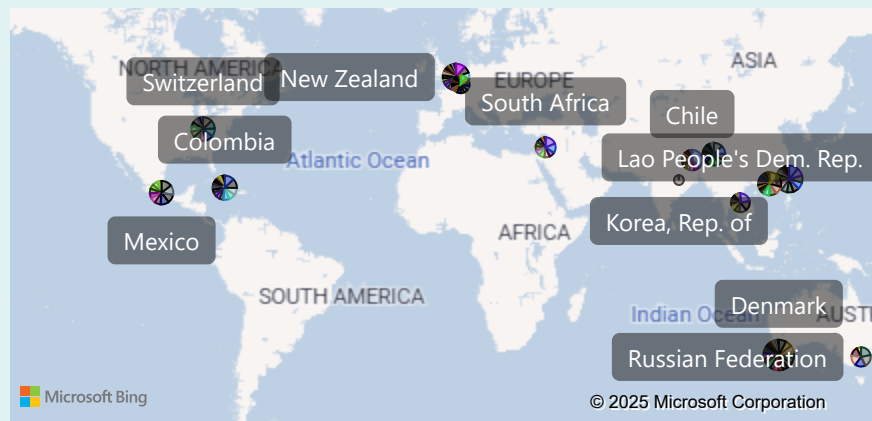 ASIA
NORTH AMERICA
Switzerland
New Zealand
EUROPE
South Africa
Chile
Colombia
Atlantic Ocean
Lao People's Dem. Rep.
Korea, Rep. of
AFRICA
Mexico
SOUTH AMERICA
Denmark
Indian Ocean
AUST
Russian Federation
Microsoft Bing
© 2025 Microsoft Corporation